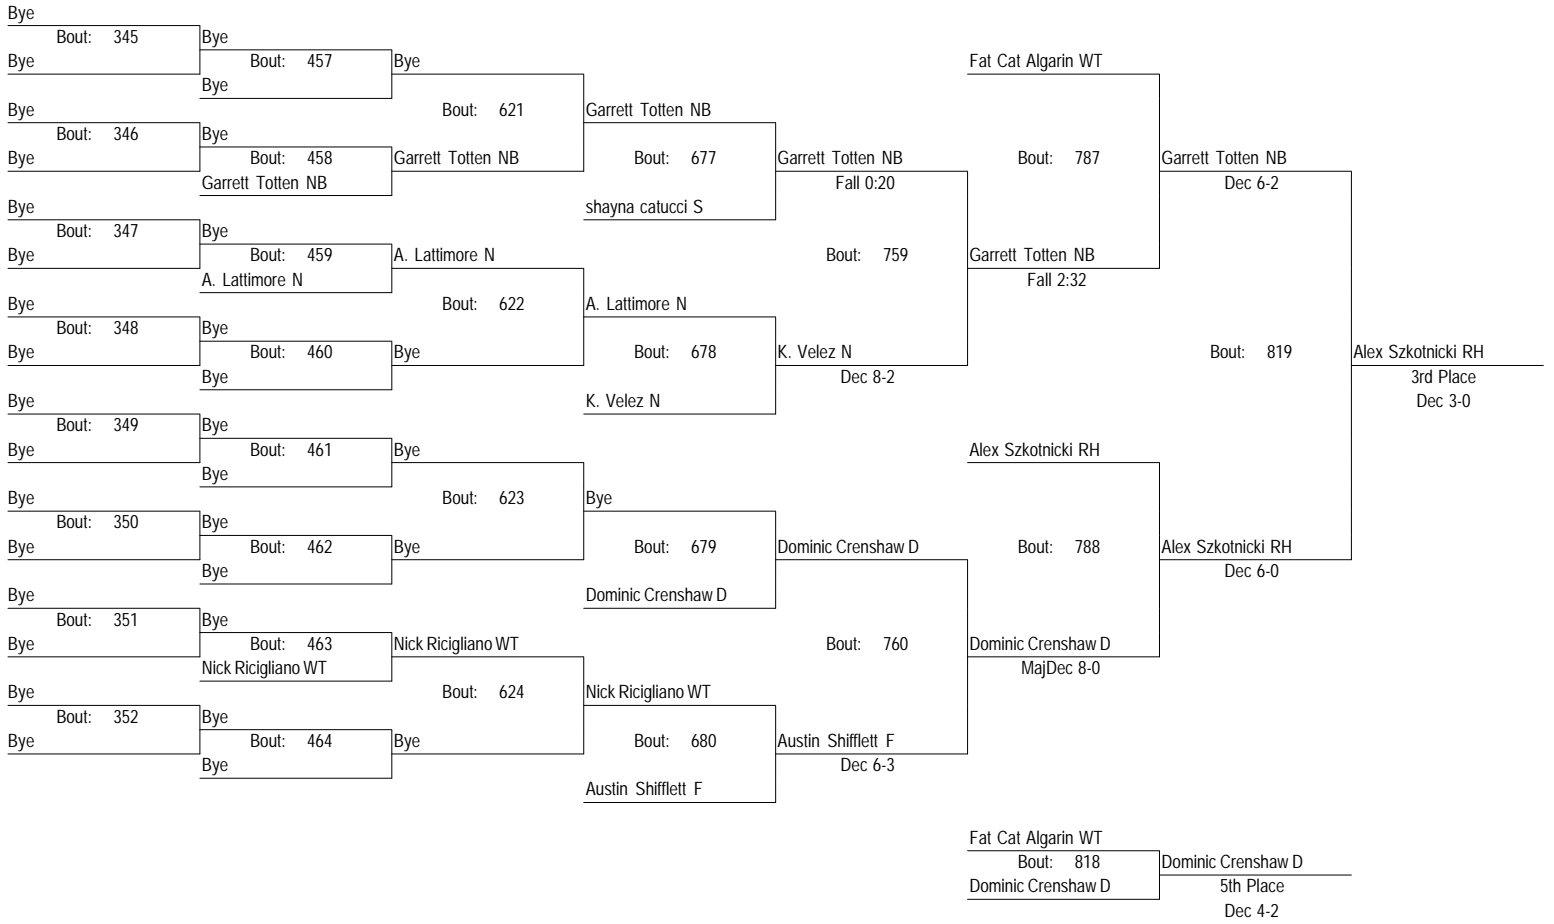 Bye
Bout: 345 Bye
Bye Bout: 457 Bye Fat Cat Algarin WT
Bye
Bye Bout: 621 Garrett Totten NB
Bout: 346 Bye
Bye Bout: 458 Garrett Totten NB Bout: 677 Garrett Totten NB Bout: 787 Garrett Totten NB
Garrett Totten NB Fall 0:20 Dec 6-2
Bye shayna catucci S
Bout: 347 Bye
Bye Bout: 459 A. Lattimore N Bout: 759 Garrett Totten NB
A. Lattimore N Fall 2:32
Bye Bout: 622 A. Lattimore N
Bout: 348 Bye
Bye Bout: 460 Bye Bout: 678 K. Velez N Bout: 819 Alex Szkotnicki RH
Bye Dec 8-2 3rd Place
Bye K. Velez N Dec 3-0
Bout: 349 Bye
Bye Bout: 461 Bye Alex Szkotnicki RH
Bye
Bye Bout: 623 Bye
Bout: 350 Bye
Bye Bout: 462 Bye Bout: 679 Dominic Crenshaw D Bout: 788 Alex Szkotnicki RH
Bye Dec 6-0
Bye Dominic Crenshaw D
Bout: 351 Bye
Bye Bout: 463 Nick Ricigliano WT Bout: 760 Dominic Crenshaw D
Nick Ricigliano WT MajDec 8-0
Bye Bout: 624 Nick Ricigliano WT
Bout: 352 Bye
Bye Bout: 464 Bye Bout: 680 Austin Shifflett F
Bye Dec 6-3
Austin Shifflett F
Fat Cat Algarin WT
Bout: 818 Dominic Crenshaw D
Dominic Crenshaw D 5th Place
Dec 4-2